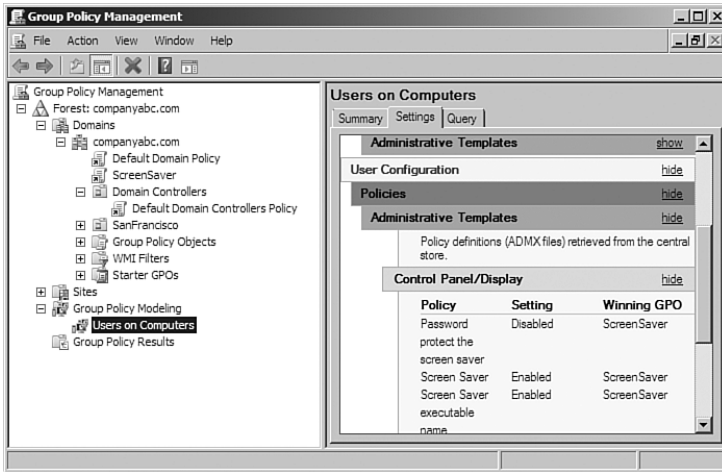 Group Policy Management
File Action View Window Help
Group Policy Management
Forest: companyabc.com
Domains
companyabc.com
Default Domain Policy
ScreenSaver
Domain Controllers
Default Domain Controllers Policy
SanFrancisco
Group Policy Objects
WMI Filters
Starter GPOs
Sites
Group Policy Modeling
Users on Computers
Group Policy Results
Users on Computers
Summary Settings Query
Administrative Templates show
User Configuration hide
Policies hide
Administrative Templates hide
Policy definitions (ADMX files) retrieved from the central
store.
Control Panel/Display hide
Policy Setting Winning GPO
Password Disabled ScreenSaver
protect the
screen saver
Screen Saver Enabled ScreenSaver
Screen Saver Enabled ScreenSaver
executable
name